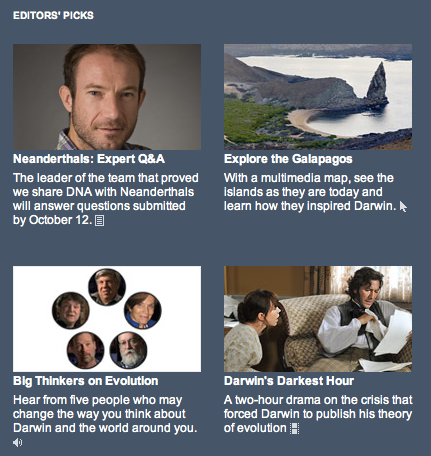 EDITORS' PICKS
Neanderthals: Expert Q&A
The leader of the team that proved
we share DNA with Neanderthals
will answer questions submitted
by October 12.
Explore the Galapagos
With a multimedia map, see the
islands as they are today and
learn how they inspired Darwin.
Big Thinkers on Evolution
Hear from five people who may
change the way you think about
Darwin and the world around you.
Darwin's Darkest Hour
A two-hour drama on the crisis that
forced Darwin to publish his theory
of evolution